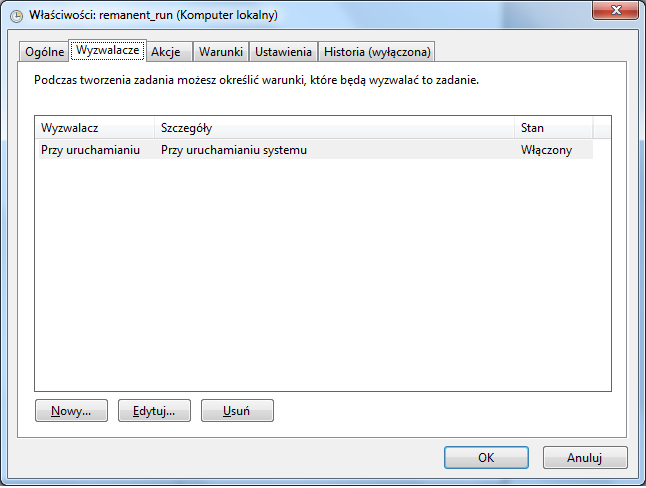 Właściwości: remanent_run (Komputer lokalny)
Ogólne Wyzwalacze Akcje Warunki Ustawienia Historia (wyłączona)
Podczas tworzenia zadania możesz określić warunki, które będą wyzwalać to zadanie.
Wyzwalacz Szczegóły Stan
Przy uruchamianiu Przy uruchamianiu systemu Włączony
Nowy... Edytuj... Usuń
OK Anuluj